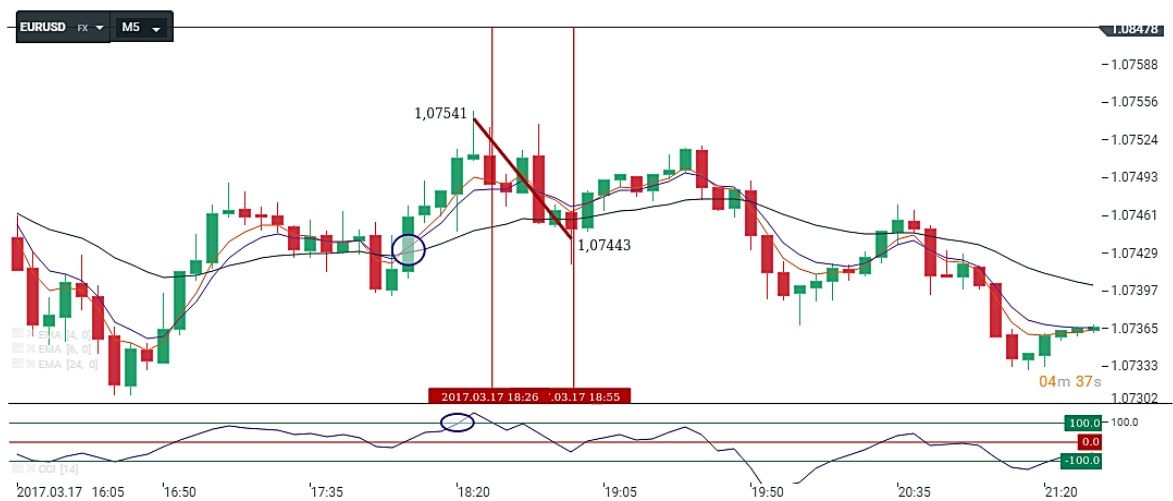 EURUSD FX M5
1.08478
1.07588
1.07556
1,07541
1.07524
1.07493
1.07461
1,07443
1.07429
1.07397
1.07365
EMA [4, 0]
EMA [6, 0]
EMA [24, 0]
1.07333
04m 37s
2017.03.17 18:26 7.03.17 18:55
1.07302
100.0 100.0
0.0
-100.0
CCI [14]
2017.03.17 16:05 16:50 17:35 18:20 19:05 19:50 20:35 21:20